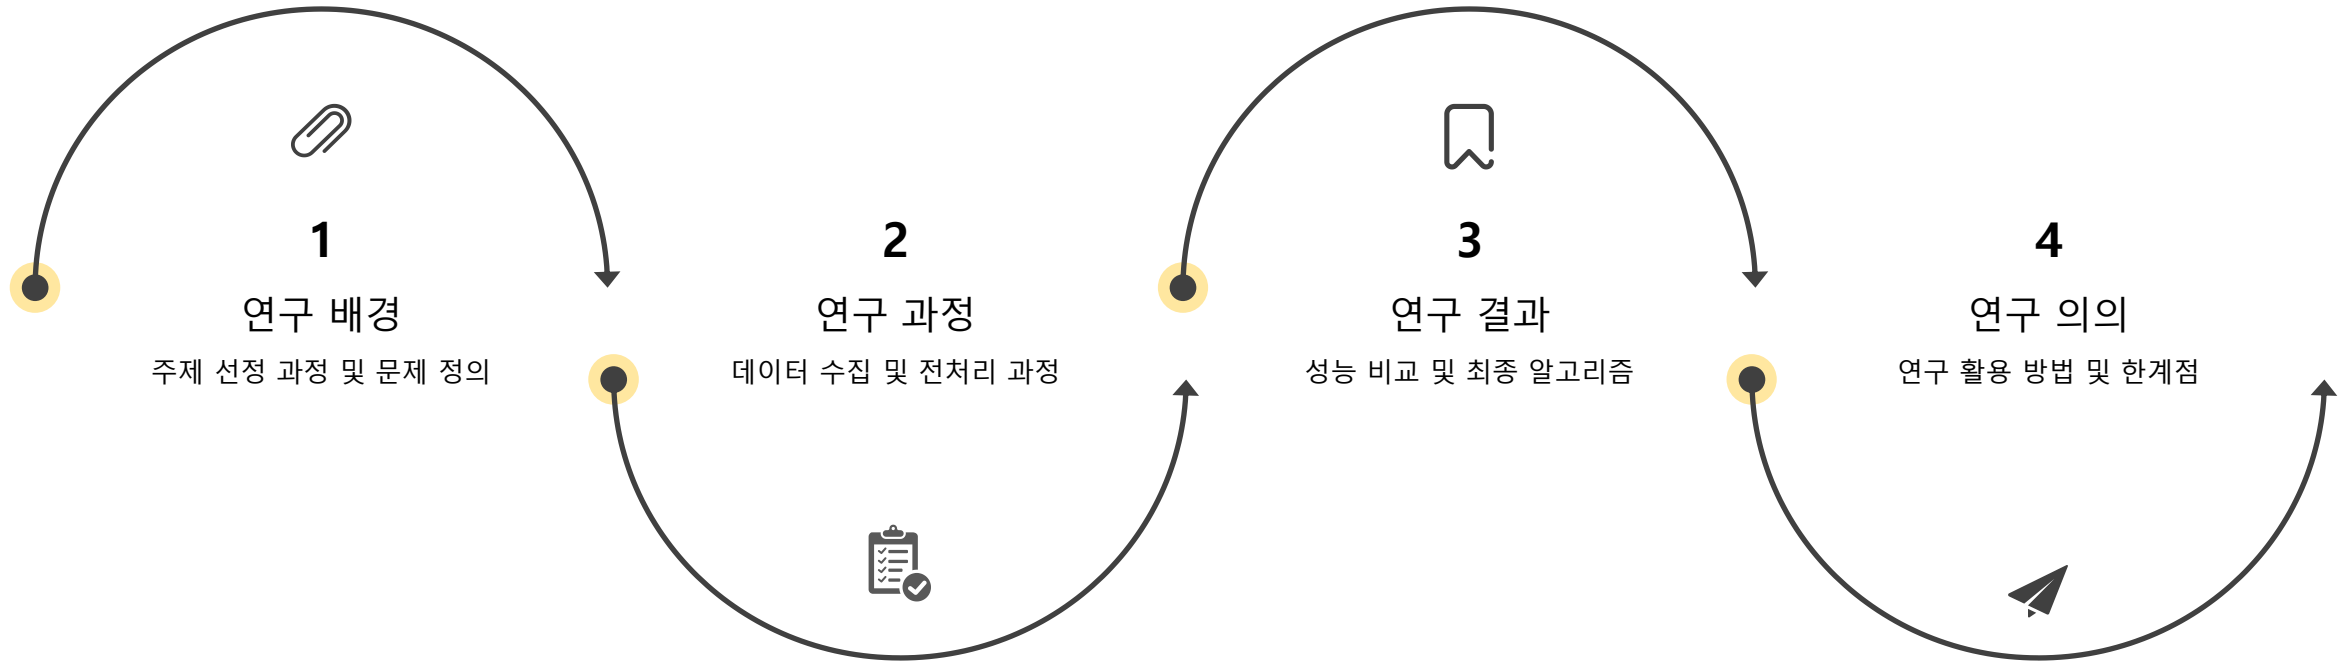 1
연구 배경
주제 선정 과정 및 문제 정의
2
연구 과정
데이터 수집 및 전처리 과정
3
연구 결과
성능 비교 및 최종 알고리즘
4
연구 의의
연구 활용 방법 및 한계점